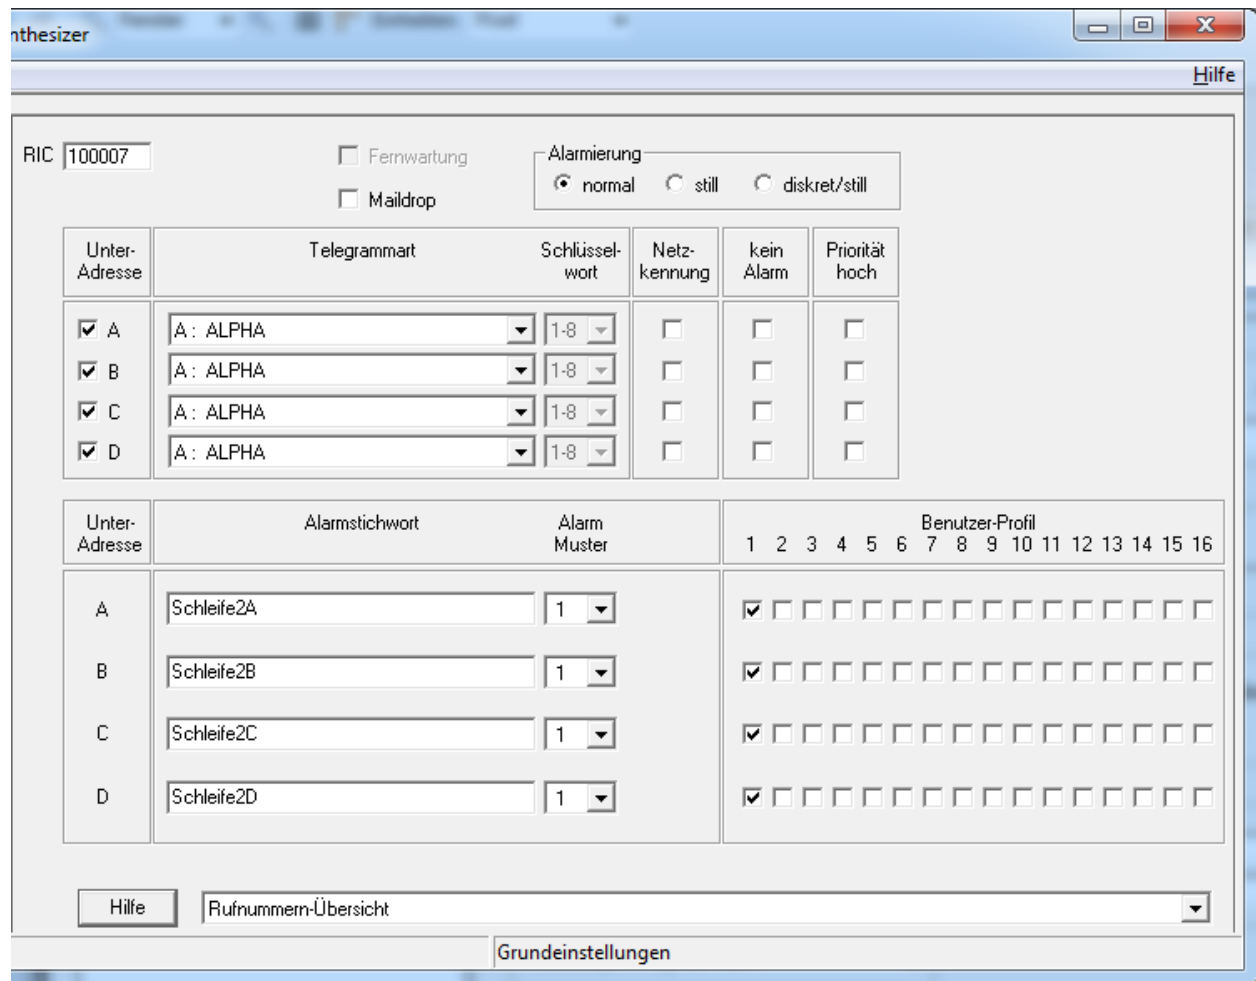 nthesizer
Hilfe
RIC 100007
Fernwartung
Maildrop
Alarmierung
normal still diskret/still
Unter-Adresse Telegrammart Schlüssel-wort Netz-kennung kein Alarm Priorität hoch
A A : ALPHA 1-8
B A : ALPHA 1-8
C A : ALPHA 1-8
D A : ALPHA 1-8
Unter-Adresse Alarmstichwort Alarm Muster Benutzer-Profil
1 2 3 4 5 6 7 8 9 10 11 12 13 14 15 16
A Schleife2A 1
B Schleife2B 1
C Schleife2C 1
D Schleife2D 1
Hilfe Rufnummern-Übersicht
Grundeinstellungen